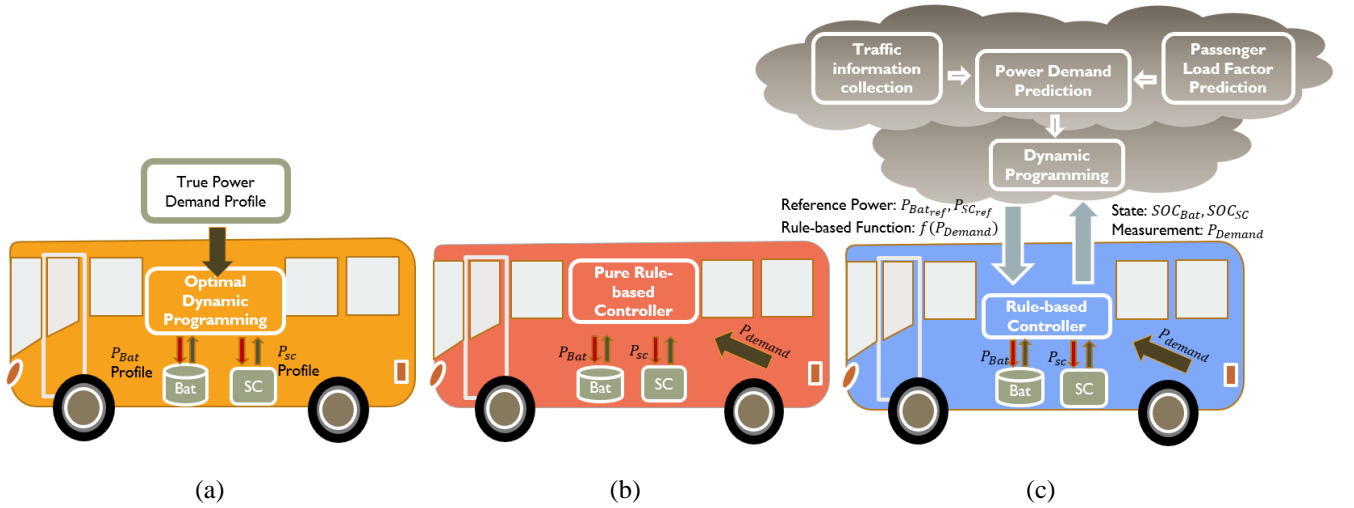 True Power
Demand Profile
Optimal
Dynamic
Programming
P_Bat
Profile
P_sc
Profile
Bat
SC
(a)
Pure Rule-
based
Controller
P_Bat
P_sc
P_demand
Bat
SC
(b)
Traffic
information
collection
Power Demand
Prediction
Passenger
Load Factor
Prediction
Dynamic
Programming
Reference Power: P_Bat_ref, P_SC_ref
Rule-based Function: f(P_Demand)
State: SOC_Bat, SOC_SC
Measurement: P_Demand
Rule-based
Controller
P_Bat
P_sc
P_demand
Bat
SC
(c)